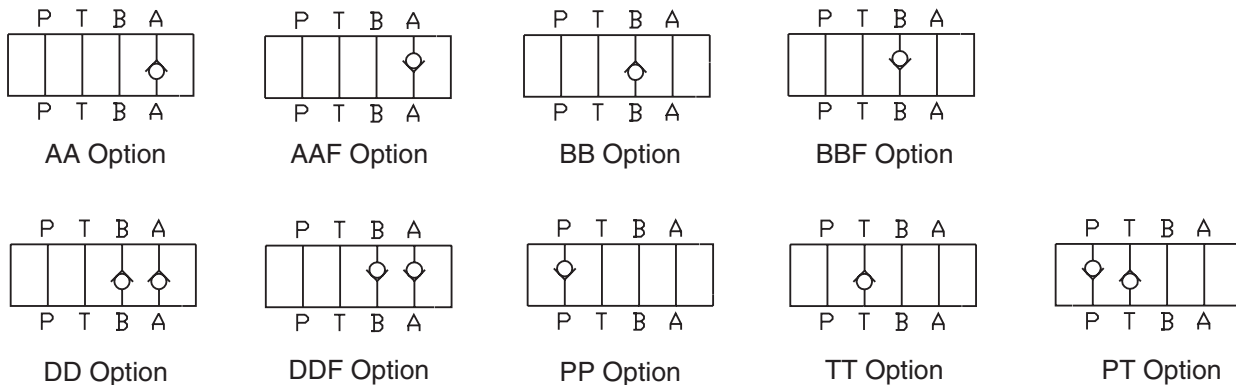 P T B A P T B A P T B A P T B A
P T B A P T B A P T B A P T B A
AA Option AAF Option BB Option BBF Option
P T B A P T B A P T B A P T B A P T B A
P T B A P T B A P T B A P T B A P T B A
DD Option DDF Option PP Option TT Option PT Option